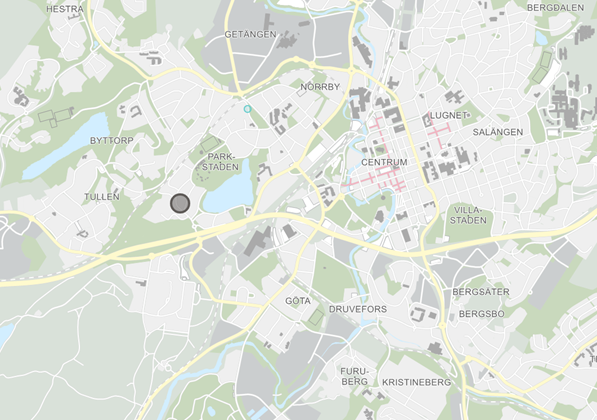 HESTRA
BERGDALEN
GETÄNGEN
NORRBY
LUGNET
SALÄNGEN
BYTTORP
PARK-
STADEN
CENTRUM
TULLEN
VILLA-
STADEN
BERGSÄTER
GÖTA
DRUVEFORS
BERGSBO
FURU-
BERG
KRISTINEBERG